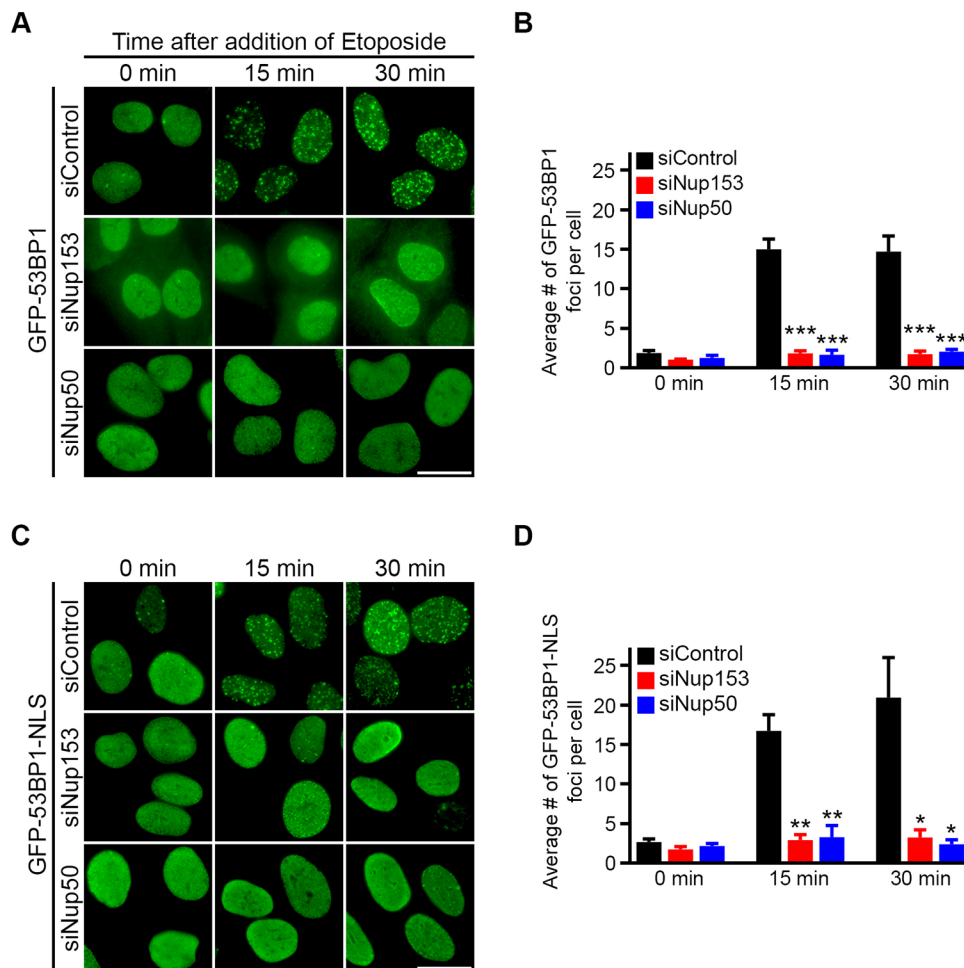 A
Time after addition of Etoposide
0 min 15 min 30 min
GFP-53BP1
siControl
siNup153
siNup50
B
Average # of GFP-53BP1
foci per cell
25
20
15
10
5
0
siControl
siNup153
siNup50
*** *** *** ***
0 min 15 min 30 min
C
0 min 15 min 30 min
GFP-53BP1-NLS
siControl
siNup153
siNup50
D
Average # of GFP-53BP1-NLS
foci per cell
25
20
15
10
5
0
siControl
siNup153
siNup50
** ** * *
0 min 15 min 30 min